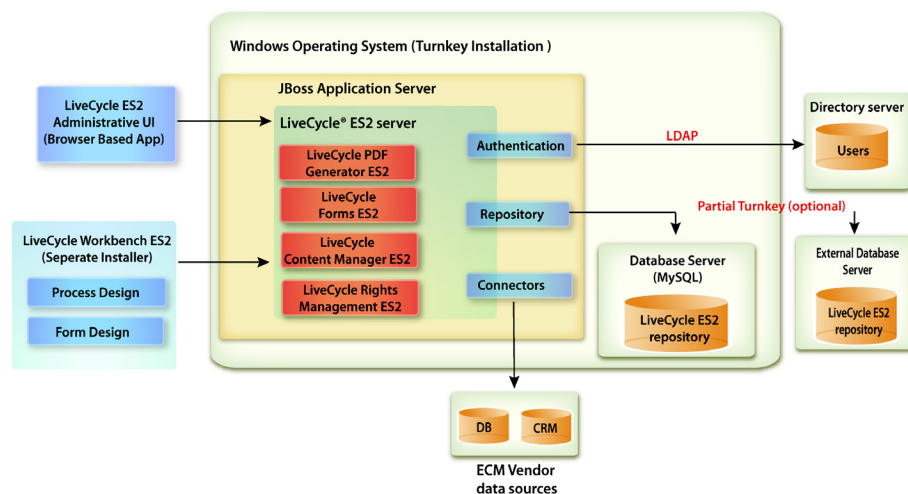 Windows Operating System (Turnkey Installation )
JBoss Application Server
LiveCycle ES2
Administrative UI
(Browser Based App)
LiveCycle® ES2 server
LiveCycle PDF
Generator ES2
LiveCycle
Forms ES2
LiveCycle
Content Manager ES2
LiveCycle Rights
Management ES2
Authentication
Repository
Connectors
LDAP
Directory server
Users
Partial Turnkey (optional)
LiveCycle Workbench ES2
(Seperate Installer)
Process Design
Form Design
Database Server
(MySQL)
LiveCycle ES2
repository
External Database
Server
LiveCycle ES2
repository
DB
CRM
ECM Vendor
data sources